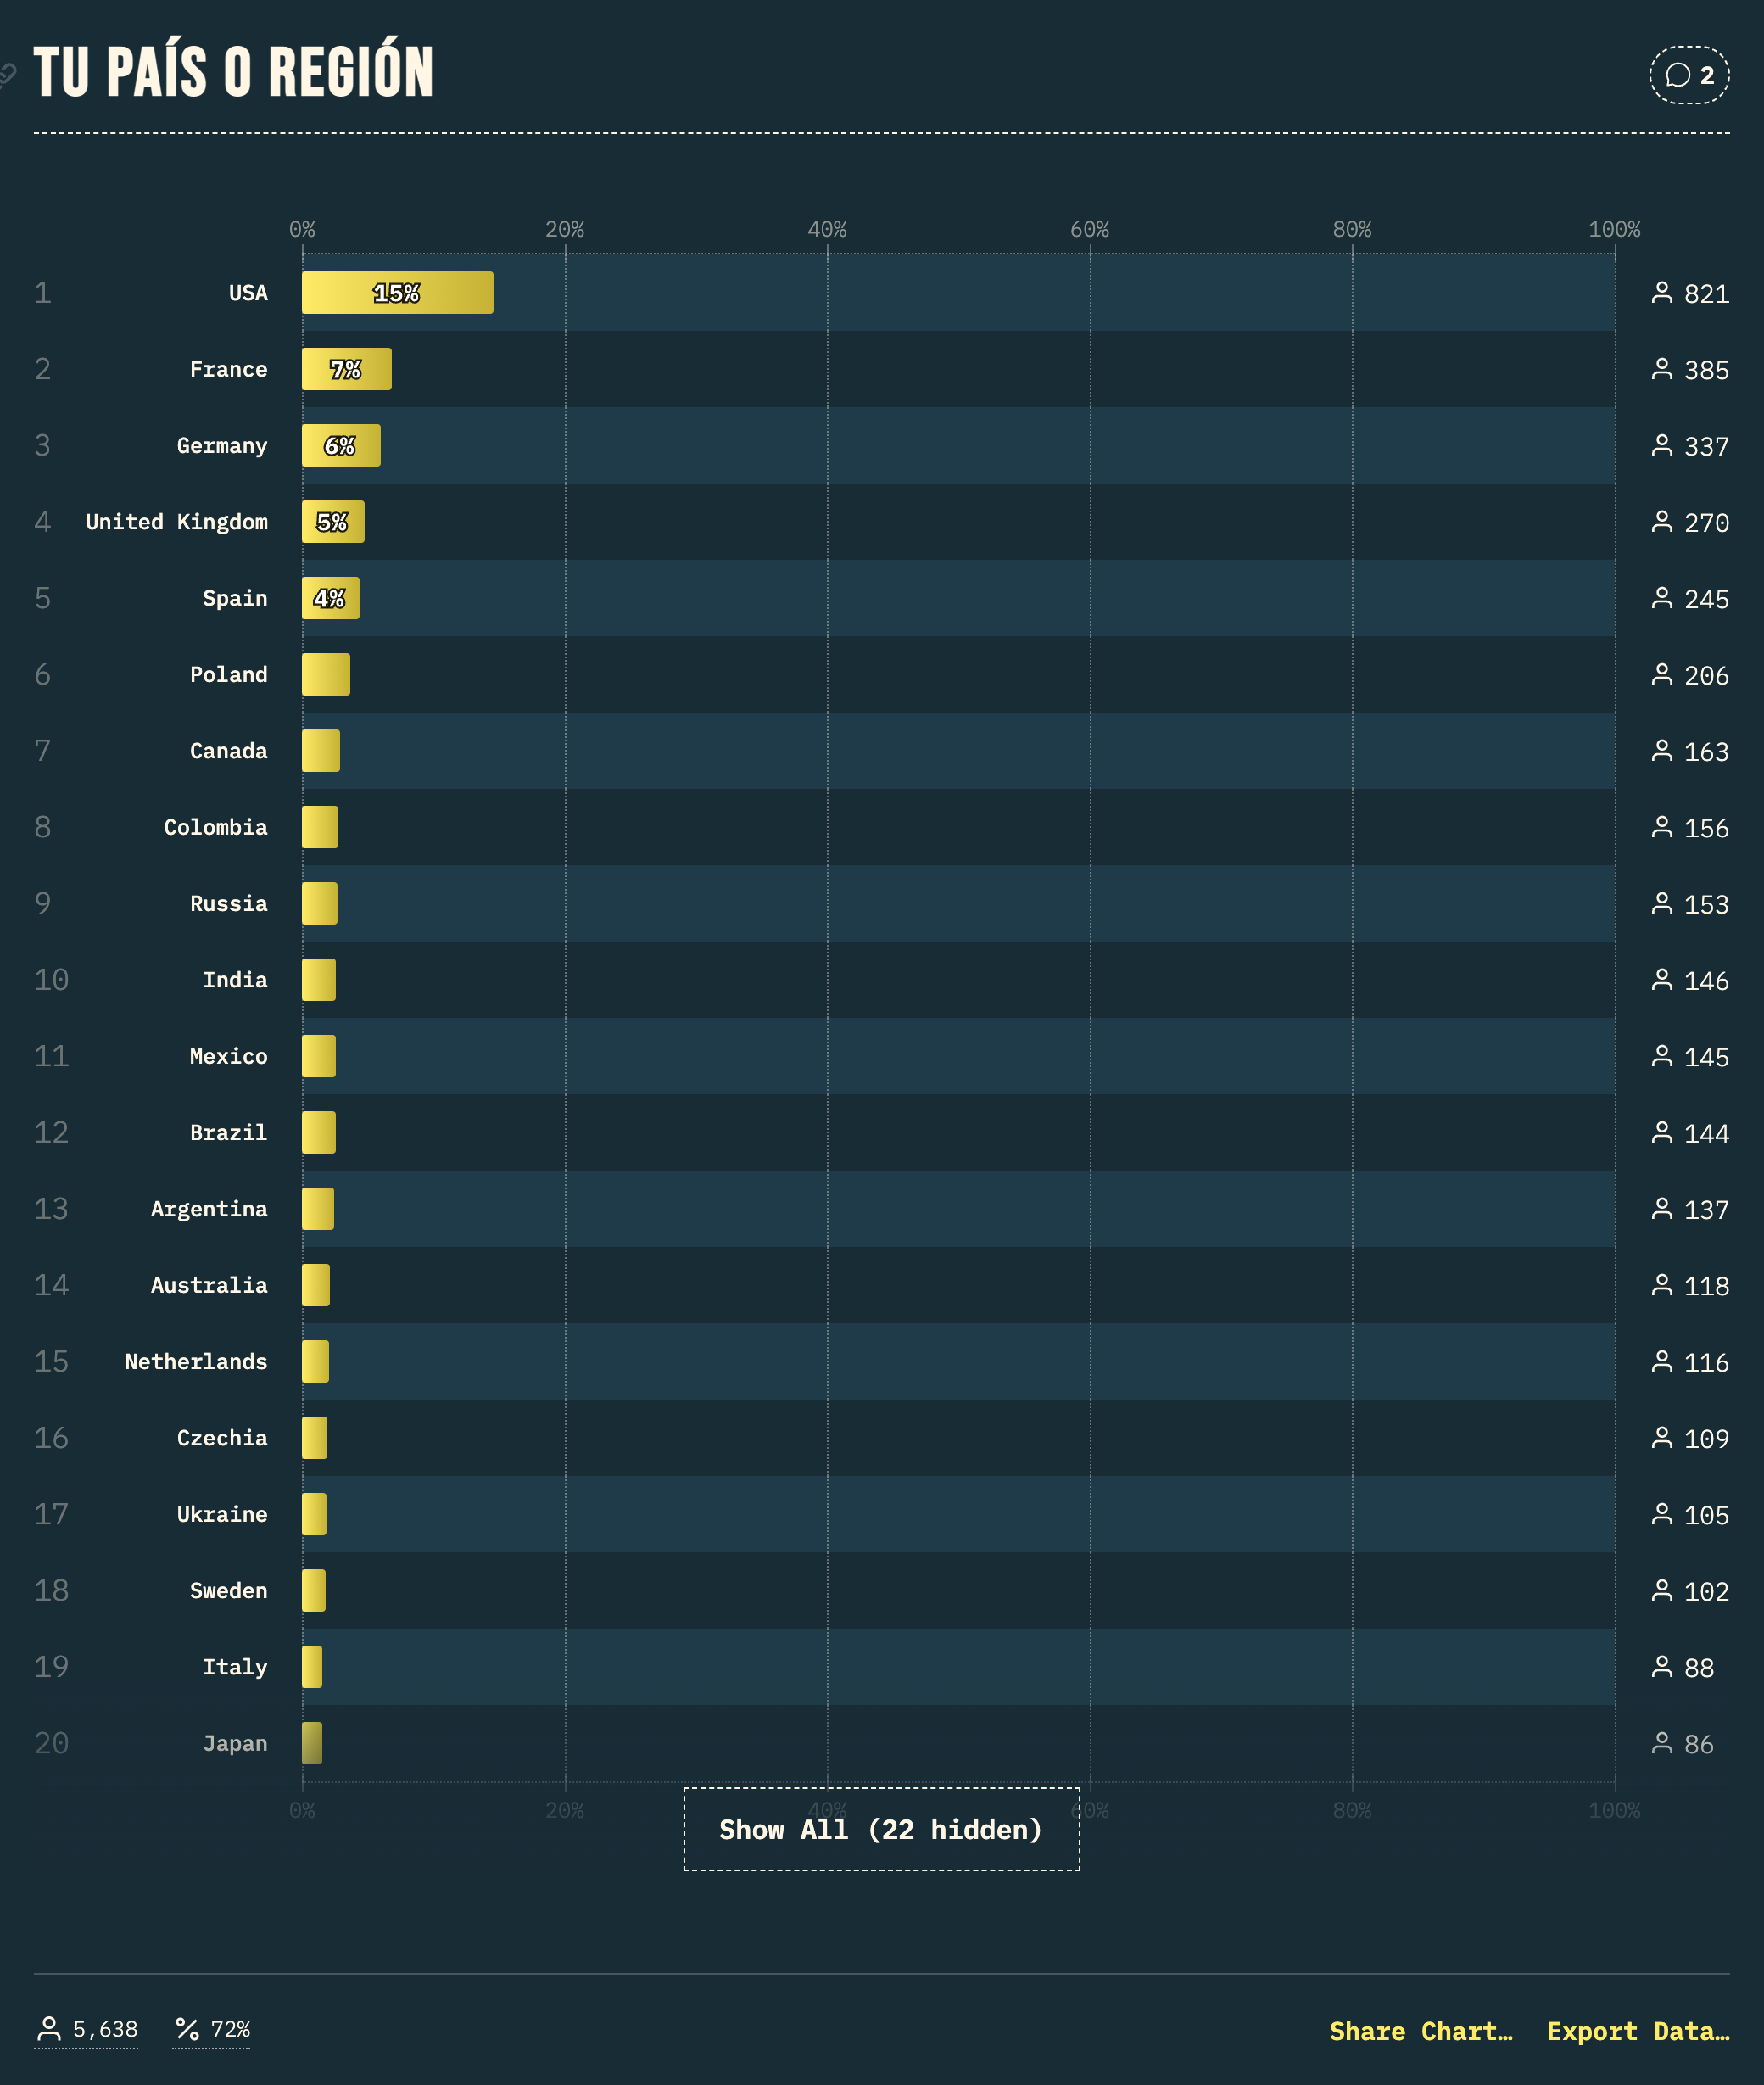 TU PAÍS O REGIÓN
2
0% 20% 40% 60% 80% 100%
1 USA 15% 821
2 France 7% 385
3 Germany 6% 337
4 United Kingdom 5% 270
5 Spain 4% 245
6 Poland 206
7 Canada 163
8 Colombia 156
9 Russia 153
10 India 146
11 Mexico 145
12 Brazil 144
13 Argentina 137
14 Australia 118
15 Netherlands 116
16 Czechia 109
17 Ukraine 105
18 Sweden 102
19 Italy 88
20 Japan 86
0% 20% 40% 60% 80% 100%
Show All (22 hidden)
5,638 % 72% Share Chart… Export Data…